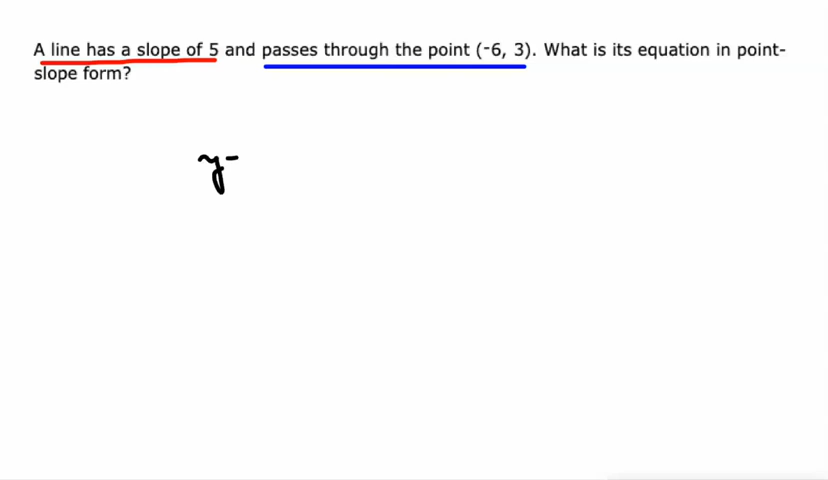 A line has a slope of 5 and passes through the point (-6, 3). What is its equation in point-
slope form?
y-